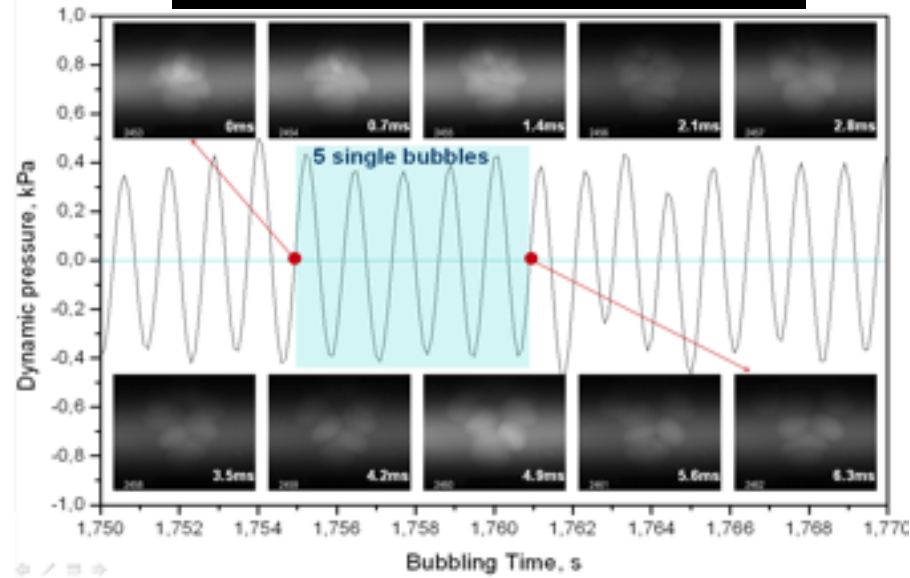 1,0
0,8
0,6
0,4
0,2
0,0
-0,2
-0,4
-0,6
-0,8
-1,0
Dynamic pressure, kPa
0ms
0.7ms
1.4ms
2.1ms
2.8ms
5 single bubbles
3.5ms
4.2ms
4.9ms
5.6ms
6.3ms
1,750 1,752 1,754 1,756 1,758 1,760 1,762 1,764 1,766 1,768 1,770
Bubbling Time, s